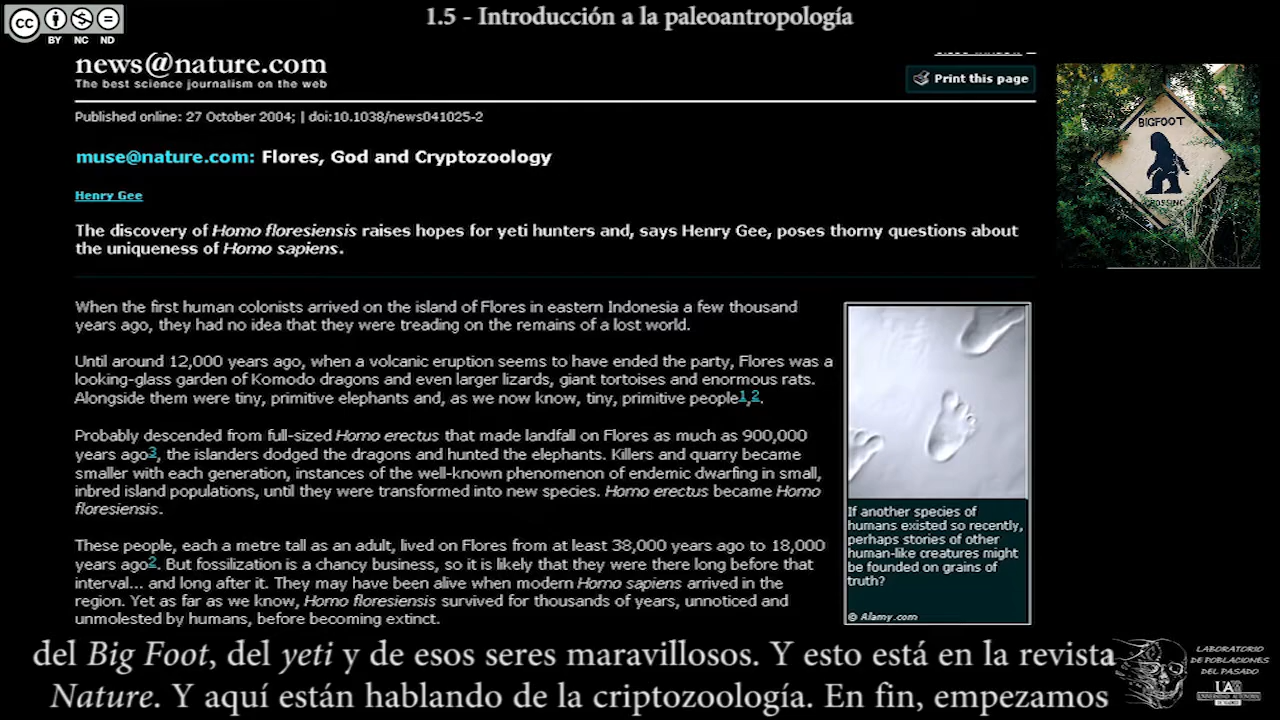 1.5 - Introducción a la paleoantropología
cc
BY NC ND
news@nature.com
The best science journalism on the web
Print this page
Published online: 27 October 2004; | doi:10.1038/news041025-2
muse@nature.com: Flores, God and Cryptozoology
Henry Gee
The discovery of Homo floresiensis raises hopes for yeti hunters and, says Henry Gee, poses thorny questions about
the uniqueness of Homo sapiens.
BIGFOOT
CROSSING
When the first human colonists arrived on the island of Flores in eastern Indonesia a few thousand
years ago, they had no idea that they were treading on the remains of a lost world.
Until around 12,000 years ago, when a volcanic eruption seems to have ended the party, Flores was a
looking-glass garden of Komodo dragons and even larger lizards, giant tortoises and enormous rats.
Alongside them were tiny, primitive elephants and, as we now know, tiny, primitive people1,2.
Probably descended from full-sized Homo erectus that made landfall on Flores as much as 900,000
years ago3, the islanders dodged the dragons and hunted the elephants. Killers and quarry became
smaller with each generation, instances of the well-known phenomenon of endemic dwarfing in small,
inbred island populations, until they were transformed into new species. Homo erectus became Homo
floresiensis.
These people, each a metre tall as an adult, lived on Flores from at least 38,000 years ago to 18,000
years ago2. But fossilization is a chancy business, so it is likely that they were there long before that
interval... and long after it. They may have been alive when modern Homo sapiens arrived in the
region. Yet as far as we know, Homo floresiensis survived for thousands of years, unnoticed and
unmolested by humans, before becoming extinct.
If another species of
humans existed so recently,
perhaps stories of other
human-like creatures might
be founded on grains of
truth?
© Alamy.com
del Big Foot, del yeti y de esos seres maravillosos. Y esto está en la revista
Nature. Y aquí están hablando de la criptozoología. En fin, empezamos
LABORATORIO
DE POBLACIONES
DEL PASADO